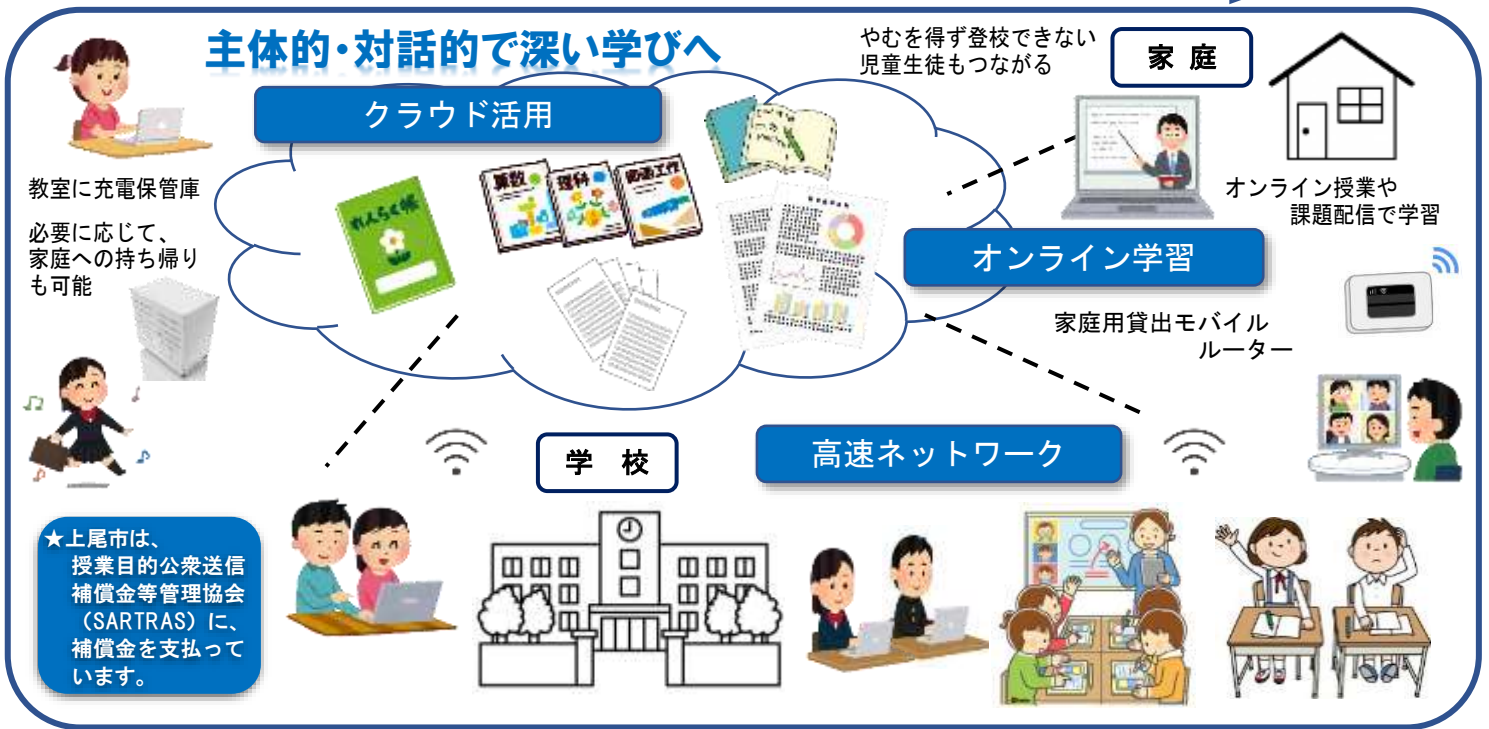 主体的・対話的で深い学びへ
クラウド活用
やむを得ず登校できない
児童生徒もつながる
家 庭
教室に充電保管庫
必要に応じて、
家庭への持ち帰り
も可能
れんらく帳
算数
理科
図画工作
オンライン授業や
課題配信で学習
オンライン学習
家庭用貸出モバイル
ルーター
学 校
高速ネットワーク
★上尾市は、
授業目的公衆送信
補償金等管理協会
（SARTRAS）に、
補償金を支払って
います。